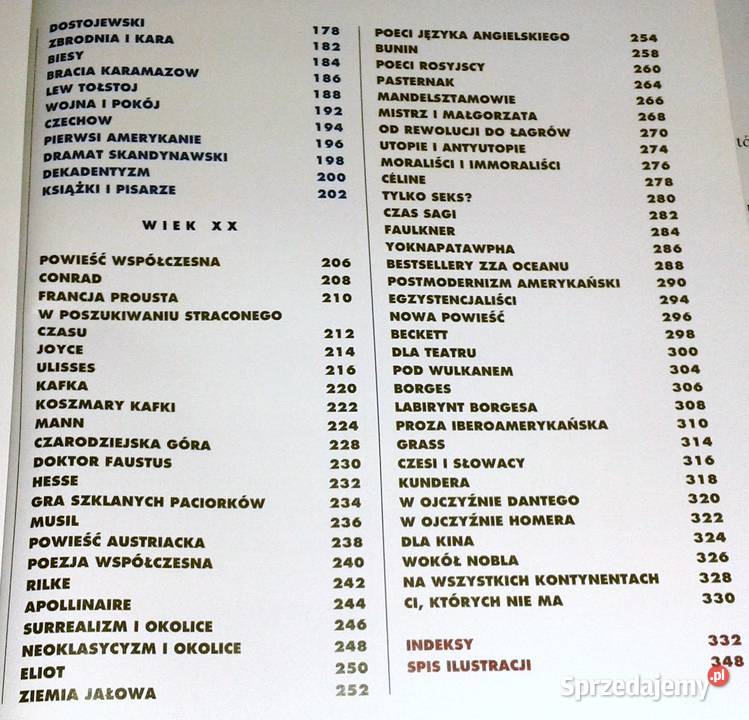 DOSTOJEWSKI 178
ZBRODNIA I KARA 182
BIESY 184
BRACIA KARAMAZOW 186
LEW TOŁSTOJ 188
WOJNA I POKÓJ 192
CZECHOW 194
PIERWSI AMERYKANIE 196
DRAMAT SKANDYNAWSKI 198
DEKADENTYZM 200
KSIĄŻKI I PISARZE 202
WIEK XX
POWIEŚĆ WSPÓŁCZESNA 206
CONRAD 208
FRANCJA PROUSTA 210
W POSZUKIWANIU STRACONEGO
CZASU 212
JOYCE 214
ULISSES 216
KAFKA 220
KOSZMARY KAFKI 222
MANN 224
CZARODZIEJSKA GÓRA 228
DOKTOR FAUSTUS 230
HESSE 232
GRA SZKLANYCH PACIORKÓW 234
MUSIL 236
POWIEŚĆ AUSTRIACKA 238
POEZJA WSPÓŁCZESNA 240
RILKE 242
APOLLINAIRE 244
SURREALIZM I OKOLICE 246
NEOKLASYCYZM I OKOLICE 248
ELIOT 250
ZIEMIA JAŁOWA 252
POECI JĘZYKA ANGIELSKIEGO 254
BUNIN 258
POECI ROSYJSCY 260
PASTERNAK 264
MANDELSZTAMOWIE 266
MISTRZ I MAŁGORZATA 268
OD REWOLUCJI DO ŁAGRÓW 270
UTOPIE I ANTYUTOPIE 274
MORALIŚCI I IMMORALIŚCI 276
CÉLINE 278
TYLKO SEKS? 280
CZAS SAGI 282
FAULKNER 284
YOKNAPATAWPHA 286
BESTSELLERY ZZA OCEANU 288
POSTMODERNIZM AMERYKAŃSKI 290
EGZYSTENCJALIŚCI 294
NOWA POWIEŚĆ 296
BECKETT 298
DLA TEATRU 300
POD WULKANEM 304
BORGES 306
LABIRYNT BORGESA 308
PROZA IBEROAMERYKAŃSKA 310
GRASS 314
CZESI I SŁOWACY 316
KUNDERA 318
W OJCZYŹNIE DANTEGO 320
W OJCZYŹNIE HOMERA 322
DLA KINA 324
WOKÓŁ NOBLA 326
NA WSZYSTKICH KONTYNENTACH 328
CI, KTÓRYCH NIE MA 330
INDEKSY 332
SPIS ILUSTRACJI 348
Sprzedajemy.pl